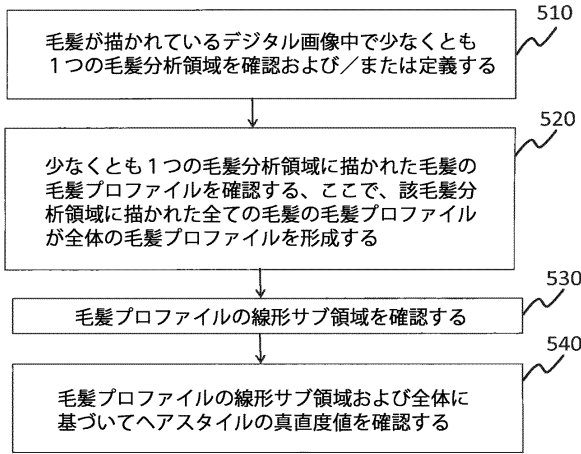 510
毛髪が描かれているデジタル画像中で少なくとも
１つの毛髪分析領域を確認および／または定義する
520
少なくとも１つの毛髪分析領域に描かれた毛髪の
毛髪プロファイルを確認する、ここで、該毛髪分
析領域に描かれた全ての毛髪の毛髪プロファイル
が全体の毛髪プロファイルを形成する
530
毛髪プロファイルの線形サブ領域を確認する
540
毛髪プロファイルの線形サブ領域および全体に
基づいてヘアスタイルの真直度値を確認する